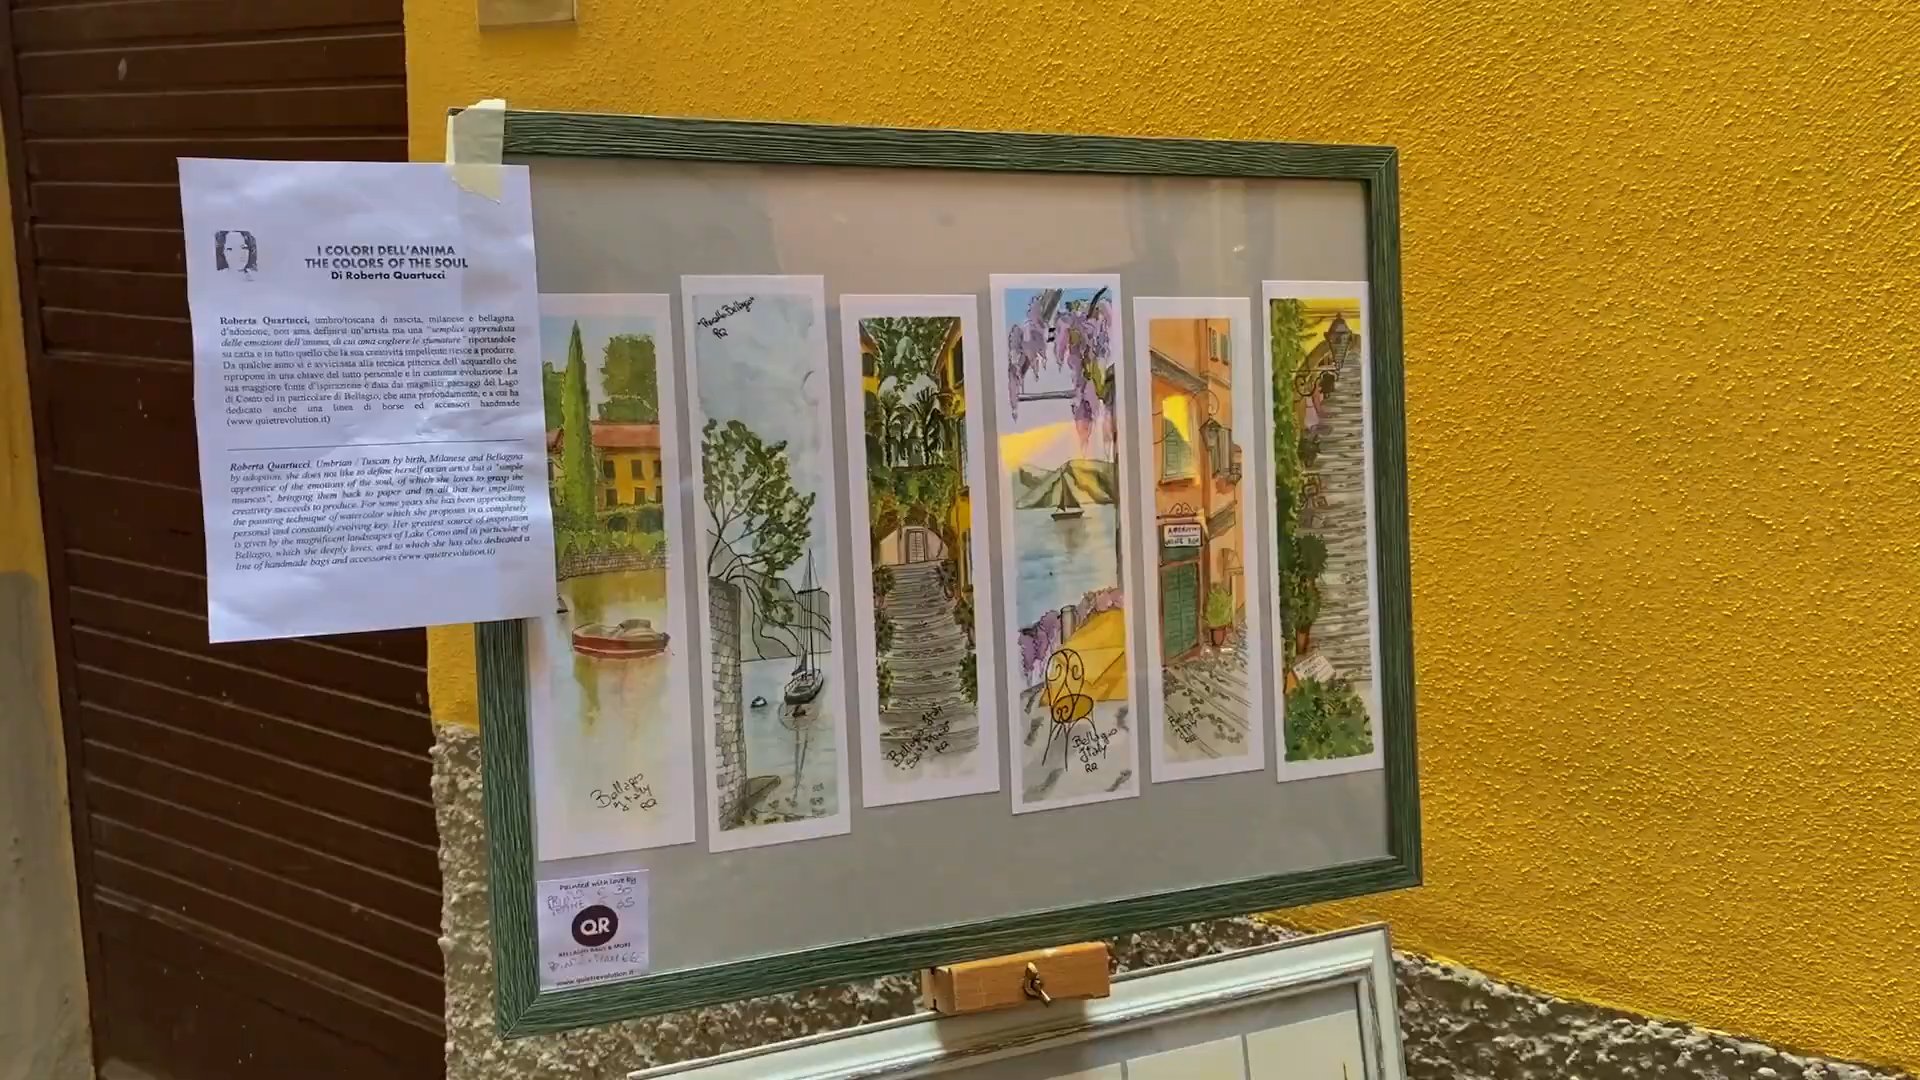 I COLORI DELL'ANIMA
THE COLORS OF THE SOUL
Di Roberta Quartucci
Roberta Quartucci, umbro/toscana di nascita, milanese e bellagina
d'adozione, non ama definirsi un'artista ma una "semplice apprendista
delle emozioni dell'anima, di cui ama cogliere le sfumature" riportandole
su carta e in tutto quello che la sua creatività impellente riesce a produrre.
Da qualche anno si è avvicinata alla tecnica pittorica dell'acquarello che
ripropone in una chiave del tutto personale e in continua evoluzione. La
sua maggiore fonte d'ispirazione è data dai magnifici paesaggi del Lago
di Como ed in particolare di Bellagio, che ama profondamente, e a cui ha
dedicato anche una linea di borse ed accessori handmade
(www.quietrevolution.it)
Roberta Quartucci, Umbrian / Tuscan by birth, Milanese and Bellagina
by adoption, she does not like to define herself as an artist but a "simple
apprentice of the emotions of the soul, of which she loves to grasp the
nuances", bringing them back to paper and in all that her impelling
creativity succeeds to produce. For some years she has been approaching
the painting technique of watercolor which she proposes in a completely
personal and constantly evolving key. Her greatest source of inspiration
is given by the magnificent landscapes of Lake Como and in particular of
Bellagio, which she deeply loves, and to which she has also dedicated a
line of handmade bags and accessories (www.quietrevolution.it)
Bellagio
Italy
RQ
RQ
Bellagio Italy
RQ
Bellagio
Italy
RQ
APERITIVO
WINE BAR
Bellagio
Italy
RQ
Painted with love by
QR
BELLAGIO BAGS & MORE
www.quietrevolution.it